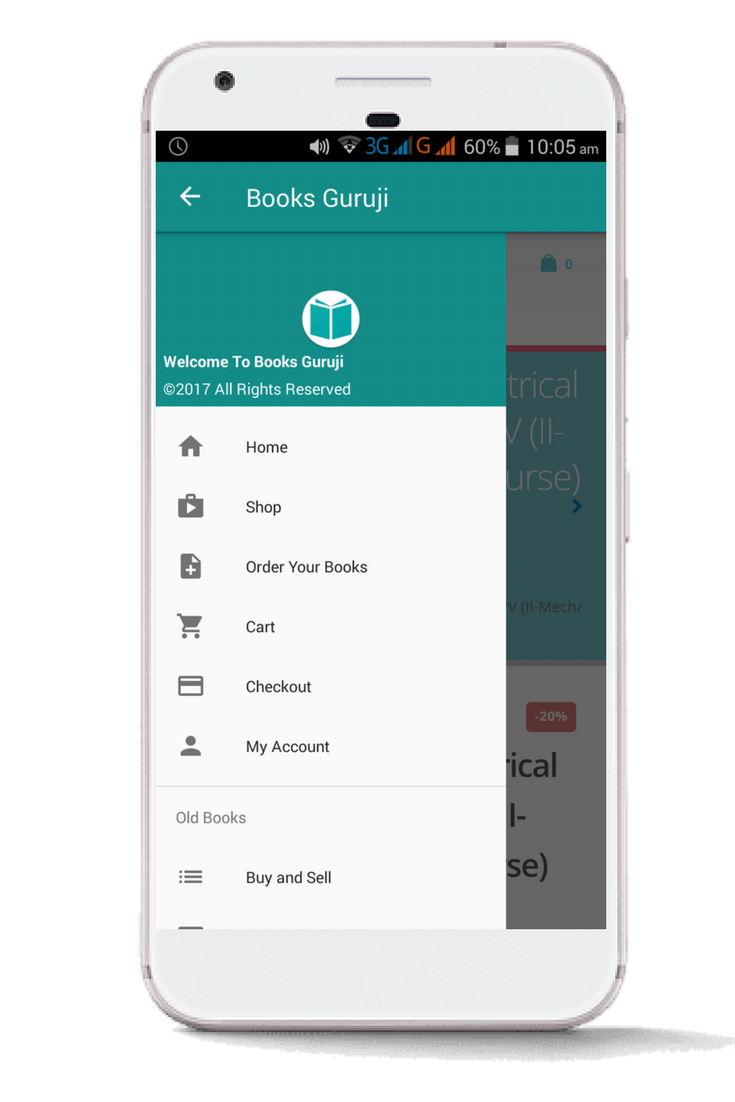 3G G 60% 10:05 am
Books Guruji
0
Welcome To Books Guruji
©2017 All Rights Reserved
trical
V (II-
urse)
V (II-Mech/
Home
Shop
Order Your Books
Cart
Checkout
My Account
-20%
rical
I-
se)
Old Books
Buy and Sell